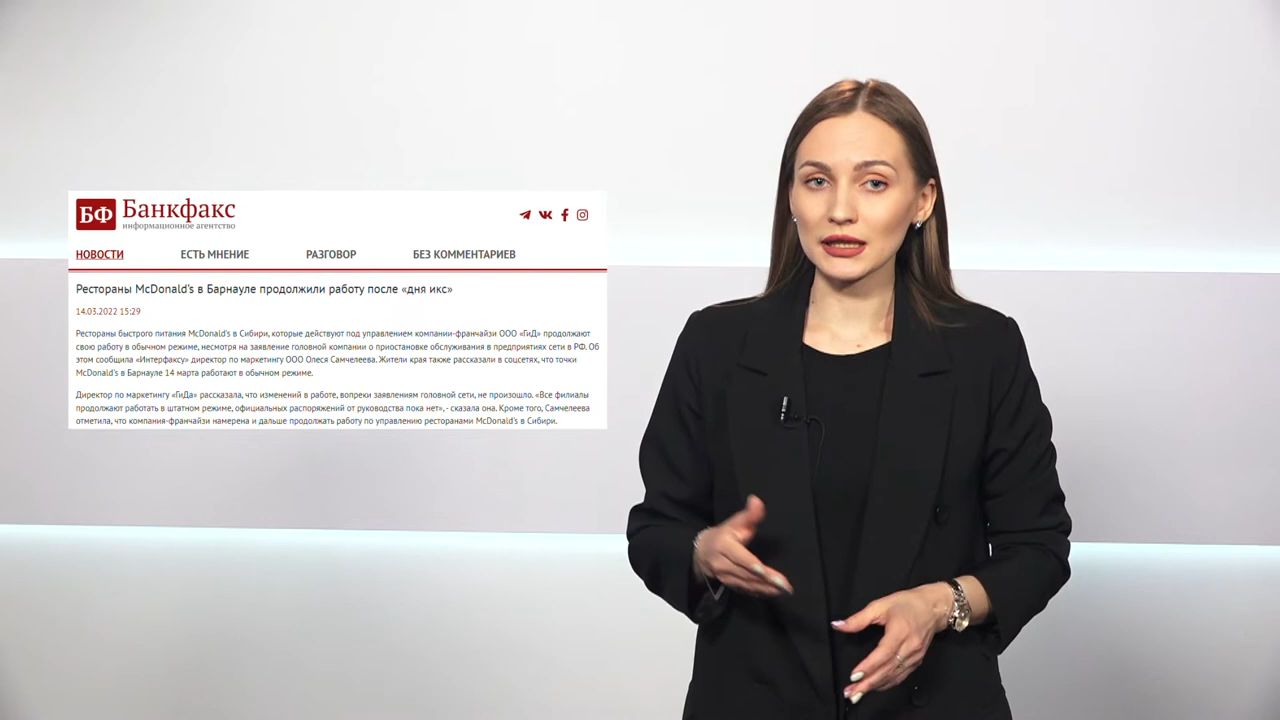 БФ Банкфакс
информационное агентство
НОВОСТИ ЕСТЬ МНЕНИЕ РАЗГОВОР БЕЗ КОММЕНТАРИЕВ
Рестораны McDonald's в Барнауле продолжили работу после «дня икс»
14.03.2022 15:29
Рестораны быстрого питания McDonald's в Сибири, которые действуют под управлением компании-франчайзи ООО «ГиД» продолжают
свою работу в обычном режиме, несмотря на заявление головной компании о приостановке обслуживания в предприятиях сети в РФ. Об
этом сообщила «Интерфаксу» директор по маркетингу ООО Олеся Самчелеева. Жители края также рассказали в соцсетях, что точки
McDonald's в Барнауле 14 марта работают в обычном режиме.
Директор по маркетингу «ГиДа» рассказала, что изменений в работе, вопреки заявлениям головной сети, не произошло. «Все филиалы
продолжают работать в штатном режиме, официальных распоряжений от руководства пока нет», - сказала она. Кроме того, Самчелеева
отметила, что компания-франчайзи намерена и дальше продолжать работу по управлению ресторанами McDonald's в Сибири.